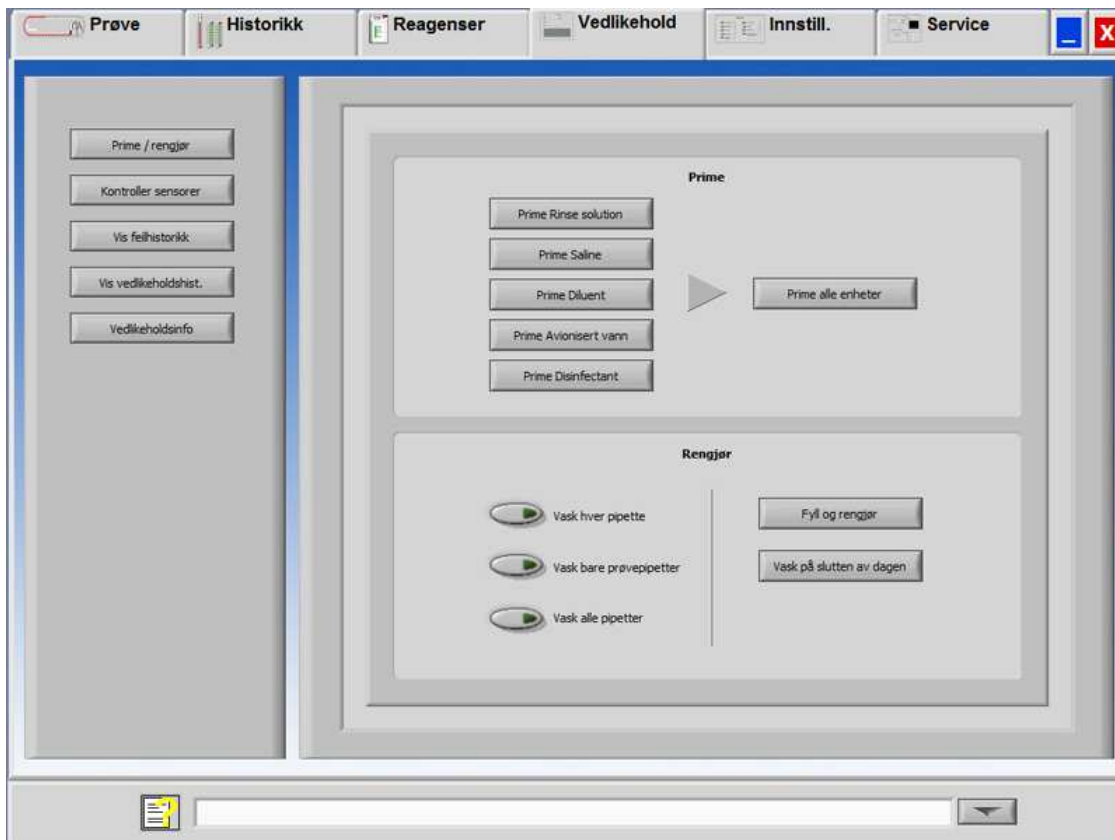 Prøve
Historikk
Reagenser
Vedlikehold
Innstill.
Service
X
Prime / rengjør
Kontroller sensorer
Vis feilhistorikk
Vis vedlikeholdshist.
Vedlikeholdsinfo
Prime
Prime Rinse solution
Prime Saline
Prime Diluent
Prime Avionisert vann
Prime Disinfectant
Prime alle enheter
Rengjør
Vask hver pipette
Vask bare prøvepipetter
Vask alle pipetter
Fyll og rengjør
Vask på slutten av dagen